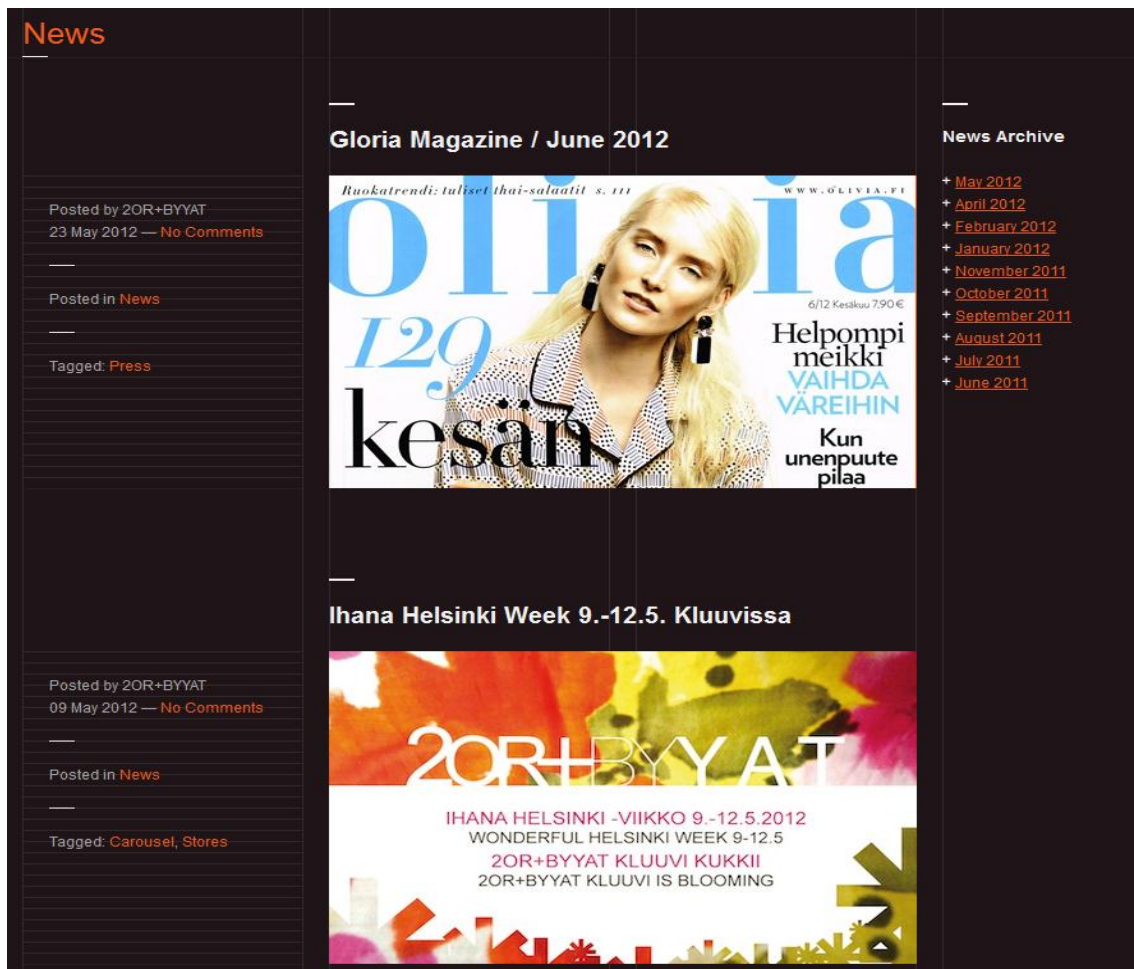 News
Gloria Magazine / June 2012
Posted by 2OR+BYYAT
23 May 2012 — No Comments
Posted in News
Tagged: Press
Ruokatrendi: tuliset thai-salaatit s. 111
WWW.OLIVIA.FI
olivia
6/12 Kesäkuu 7,90 €
129
kesän
Helpompi
meikki
VAIHDA
VÄREIHIN
Kun
unenpuute
pilaa
News Archive
+ May 2012
+ April 2012
+ February 2012
+ January 2012
+ November 2011
+ October 2011
+ September 2011
+ August 2011
+ July 2011
+ June 2011
Ihana Helsinki Week 9.-12.5. Kluuvissa
Posted by 2OR+BYYAT
09 May 2012 — No Comments
Posted in News
Tagged: Carousel, Stores
2OR+BYYAT
IHANA HELSINKI -VIIKKO 9.-12.5.2012
WONDERFUL HELSINKI WEEK 9-12.5
2OR+BYYAT KLUUVI KUKKII
2OR+BYYAT KLUUVI IS BLOOMING